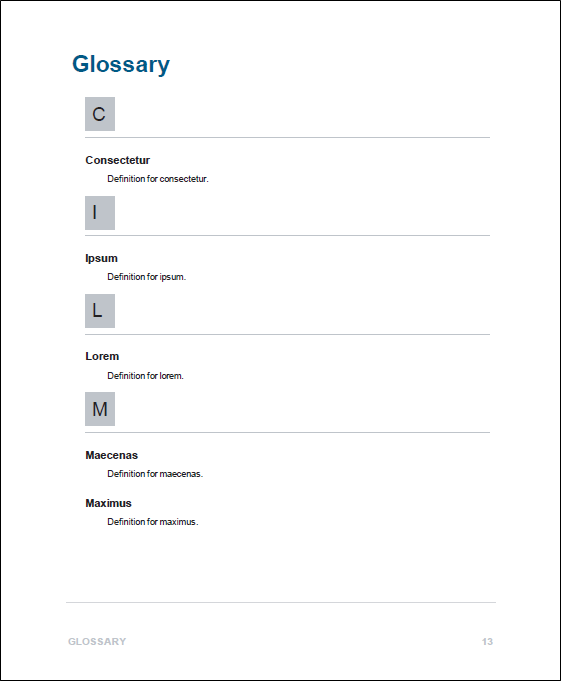 Glossary
C
Consectetur
Definition for consectetur.
I
Ipsum
Definition for ipsum.
L
Lorem
Definition for lorem.
M
Maecenas
Definition for maecenas.
Maximus
Definition for maximus.
GLOSSARY 13